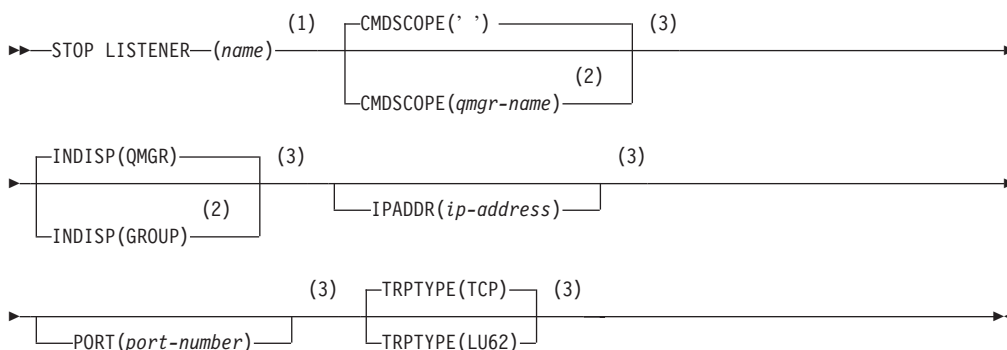 (1) CMDSCOPE(' ') (3)
STOP LISTENER (name)
(2)
CMDSCOPE(qmgr-name)
INDISP(QMGR) (3) (3)
(2) IPADDR(ip-address)
INDISP(GROUP)
(3) TRPTYPE(TCP) (3)
PORT(port-number) TRPTYPE(LU62)